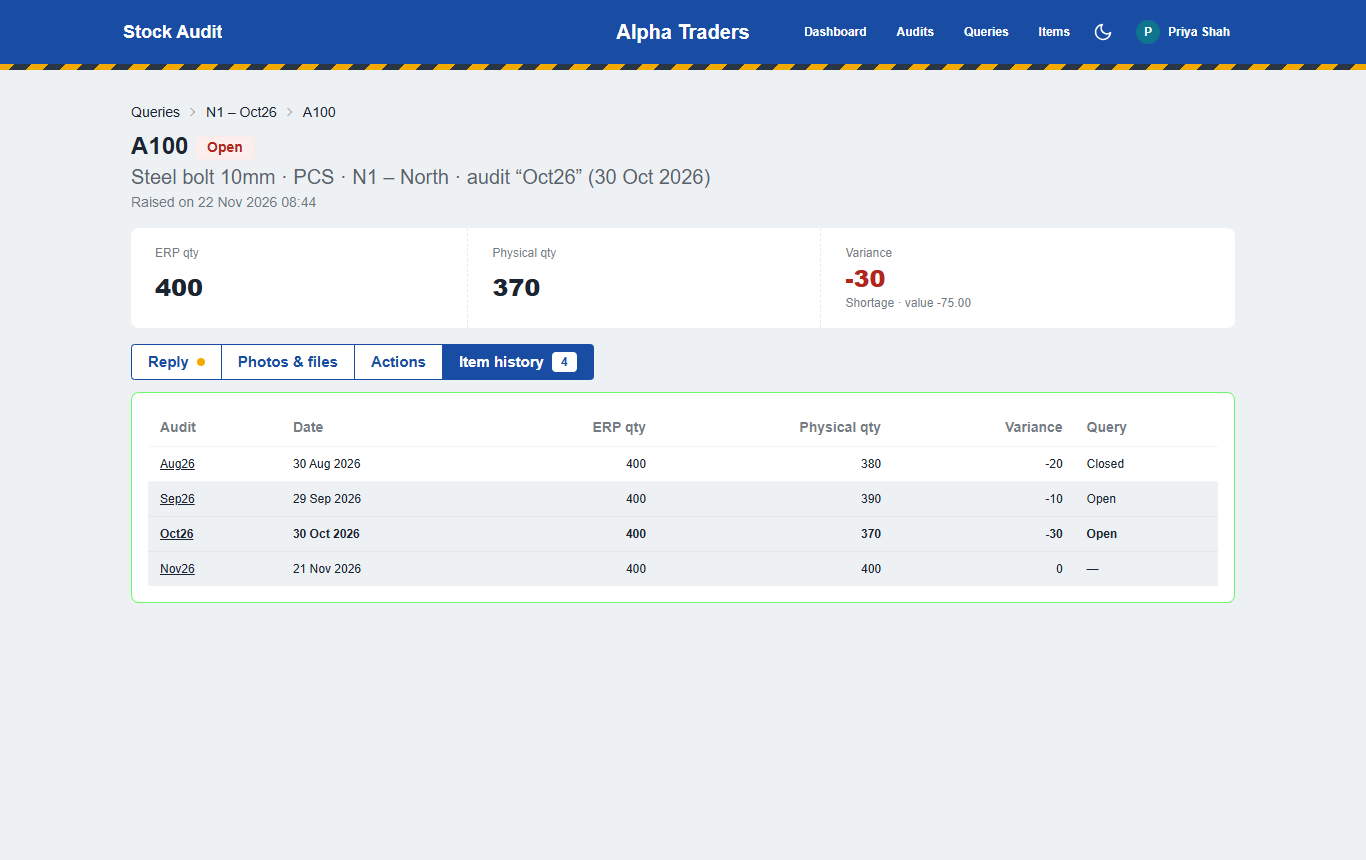 Stock Audit
Alpha Traders
Dashboard Audits Queries Items P Priya Shah
Queries > N1 – Oct26 > A100
A100 Open
Steel bolt 10mm · PCS · N1 – North · audit “Oct26” (30 Oct 2026)
Raised on 22 Nov 2026 08:44
ERP qty Physical qty Variance
400 370 -30
Shortage · value -75.00
Reply Photos & files Actions Item history 4
Audit Date ERP qty Physical qty Variance Query
Aug26 30 Aug 2026 400 380 -20 Closed
Sep26 29 Sep 2026 400 390 -10 Open
Oct26 30 Oct 2026 400 370 -30 Open
Nov26 21 Nov 2026 400 400 0 —